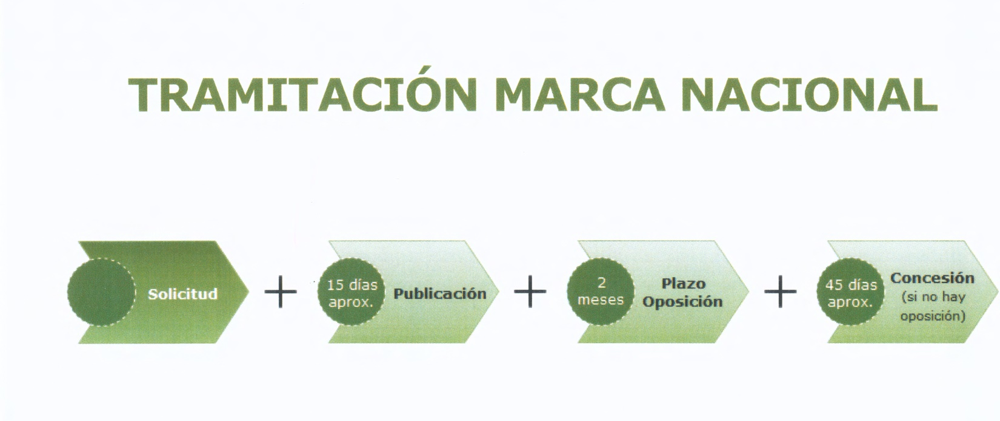 TRAMITACIÓN MARCA NACIONAL
Solicitud
+
15 días
aprox.
Publicación
+
2
meses
Plazo
Oposición
+
45 días
aprox.
Concesión
(si no hay
oposición)